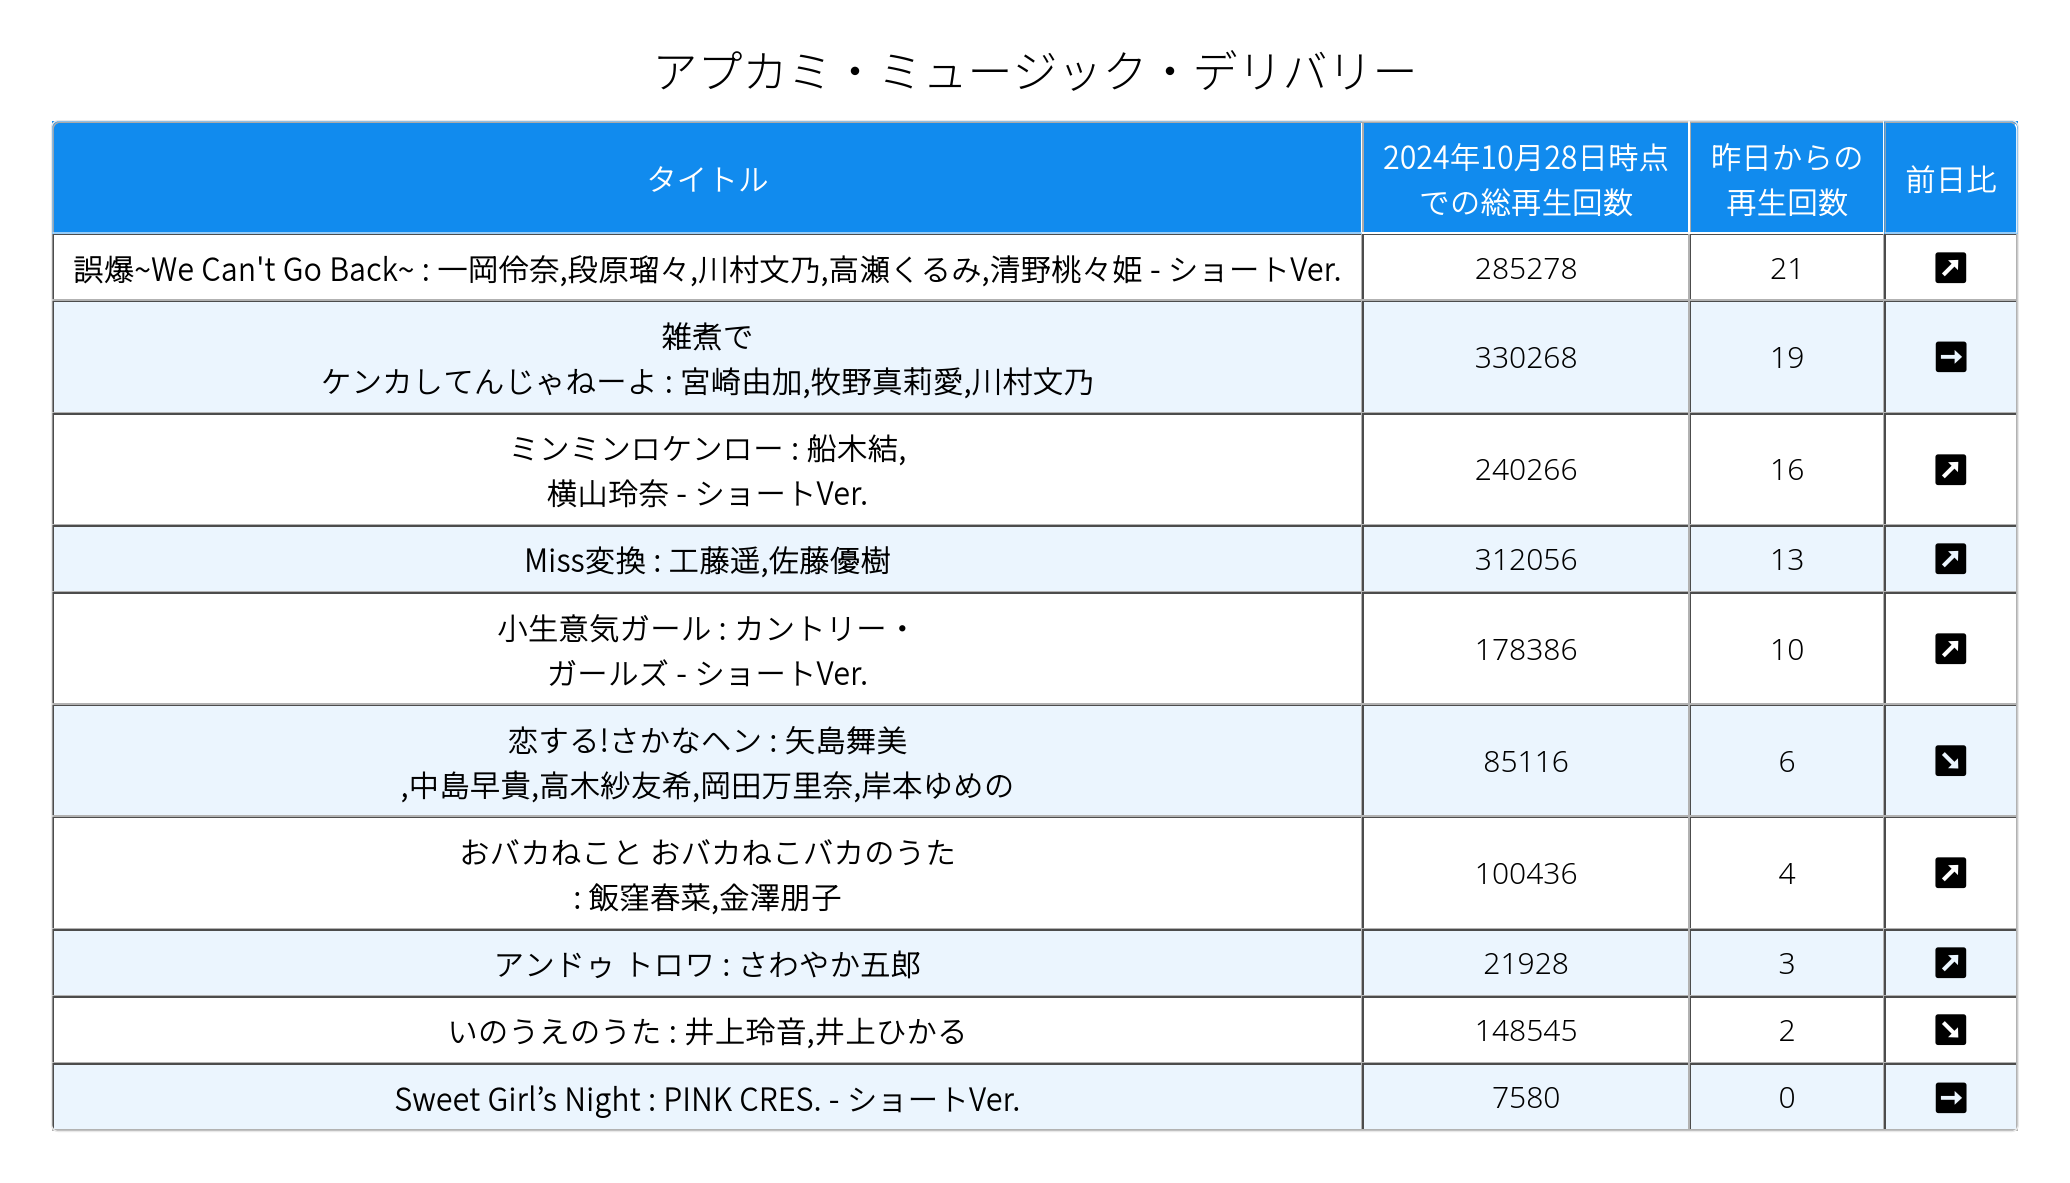 アプカミ・ミュージック・デリバリー
タイトル
2024年10月28日時点
での総再生回数
昨日からの
再生回数
前日比
誤爆~We Can't Go Back~ : 一岡伶奈,段原瑠々,川村文乃,高瀬くるみ,清野桃々姫 - ショートVer.
285278
21
雑煮で
ケンカしてんじゃねーよ : 宮崎由加,牧野真莉愛,川村文乃
330268
19
ミンミンロケンロー : 船木結,
横山玲奈 - ショートVer.
240266
16
Miss変換 : 工藤遥,佐藤優樹
312056
13
小生意気ガール : カントリー・
ガールズ - ショートVer.
178386
10
恋する!さかなヘン : 矢島舞美
,中島早貴,高木紗友希,岡田万里奈,岸本ゆめの
85116
6
おバカねこと おバカねこバカのうた
: 飯窪春菜,金澤朋子
100436
4
アンドゥ トロワ : さわやか五郎
21928
3
いのうえのうた : 井上玲音,井上ひかる
148545
2
Sweet Girl’s Night : PINK CRES. - ショートVer.
7580
0